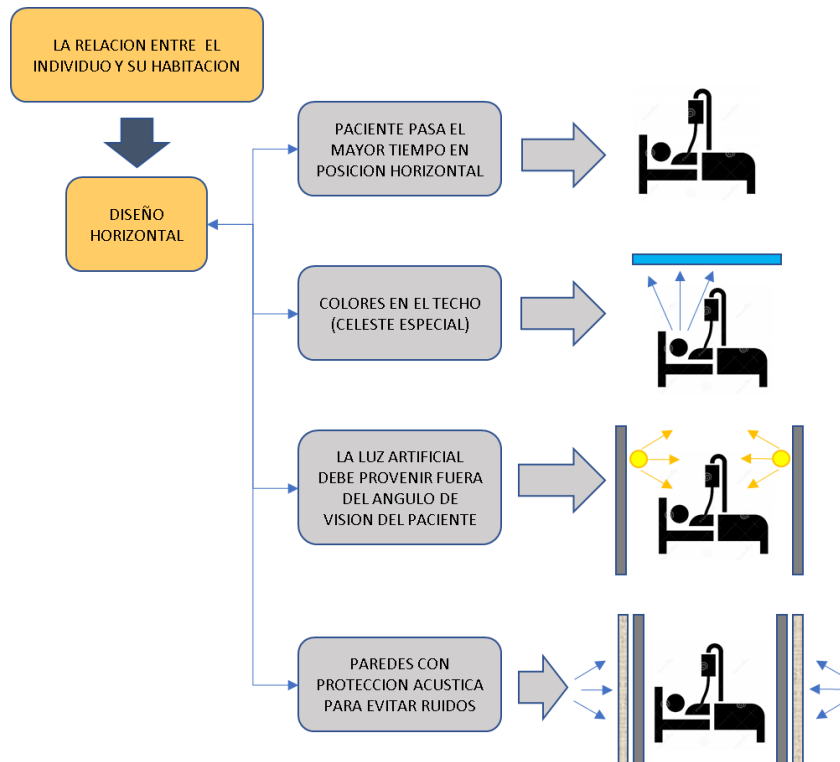 LA RELACION ENTRE EL
INDIVIDUO Y SU HABITACION
DISEÑO
HORIZONTAL
PACIENTE PASA EL
MAYOR TIEMPO EN
POSICION HORIZONTAL
COLORES EN EL TECHO
(CELESTE ESPECIAL)
LA LUZ ARTIFICIAL
DEBE PROVENIR FUERA
DEL ANGULO DE
VISION DEL PACIENTE
PAREDES CON
PROTECCION ACUSTICA
PARA EVITAR RUIDOS